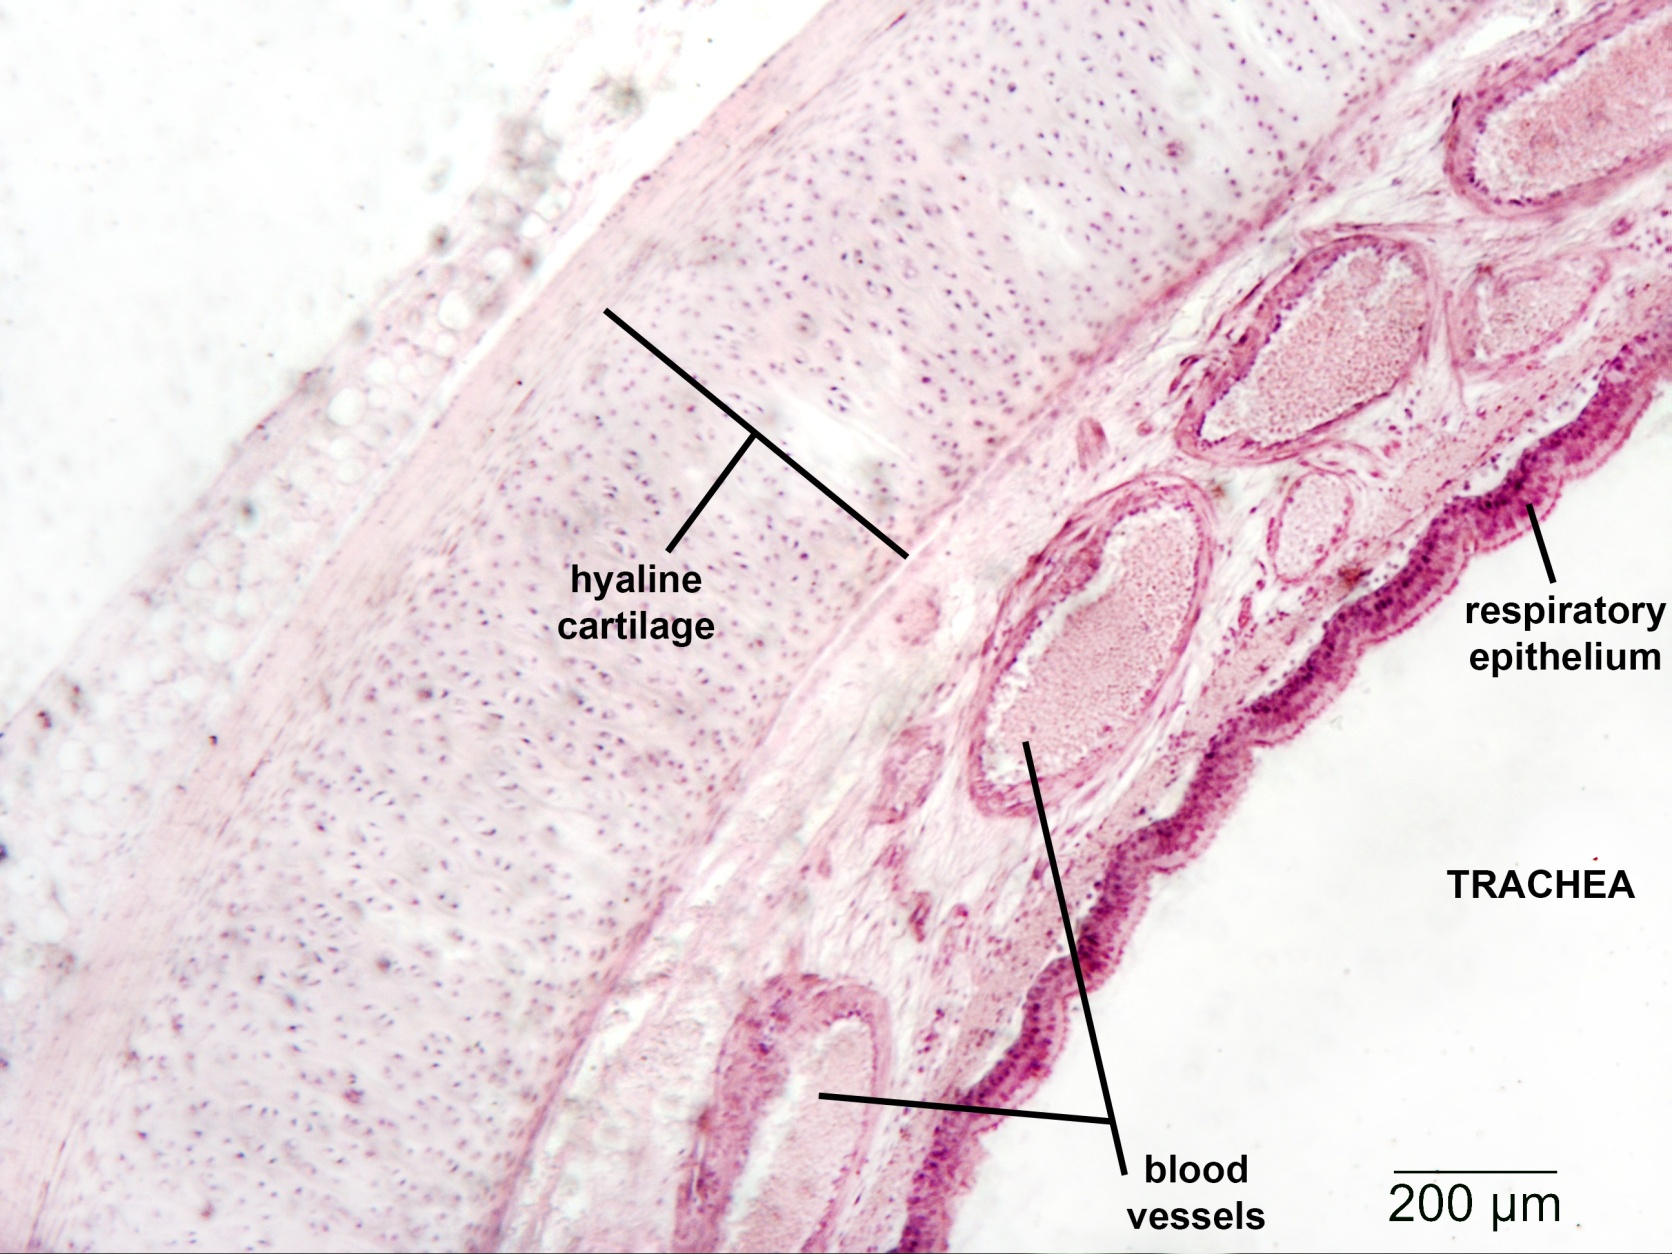 hyaline
cartilage
respiratory
epithelium
TRACHEA
blood
vessels
200 µm